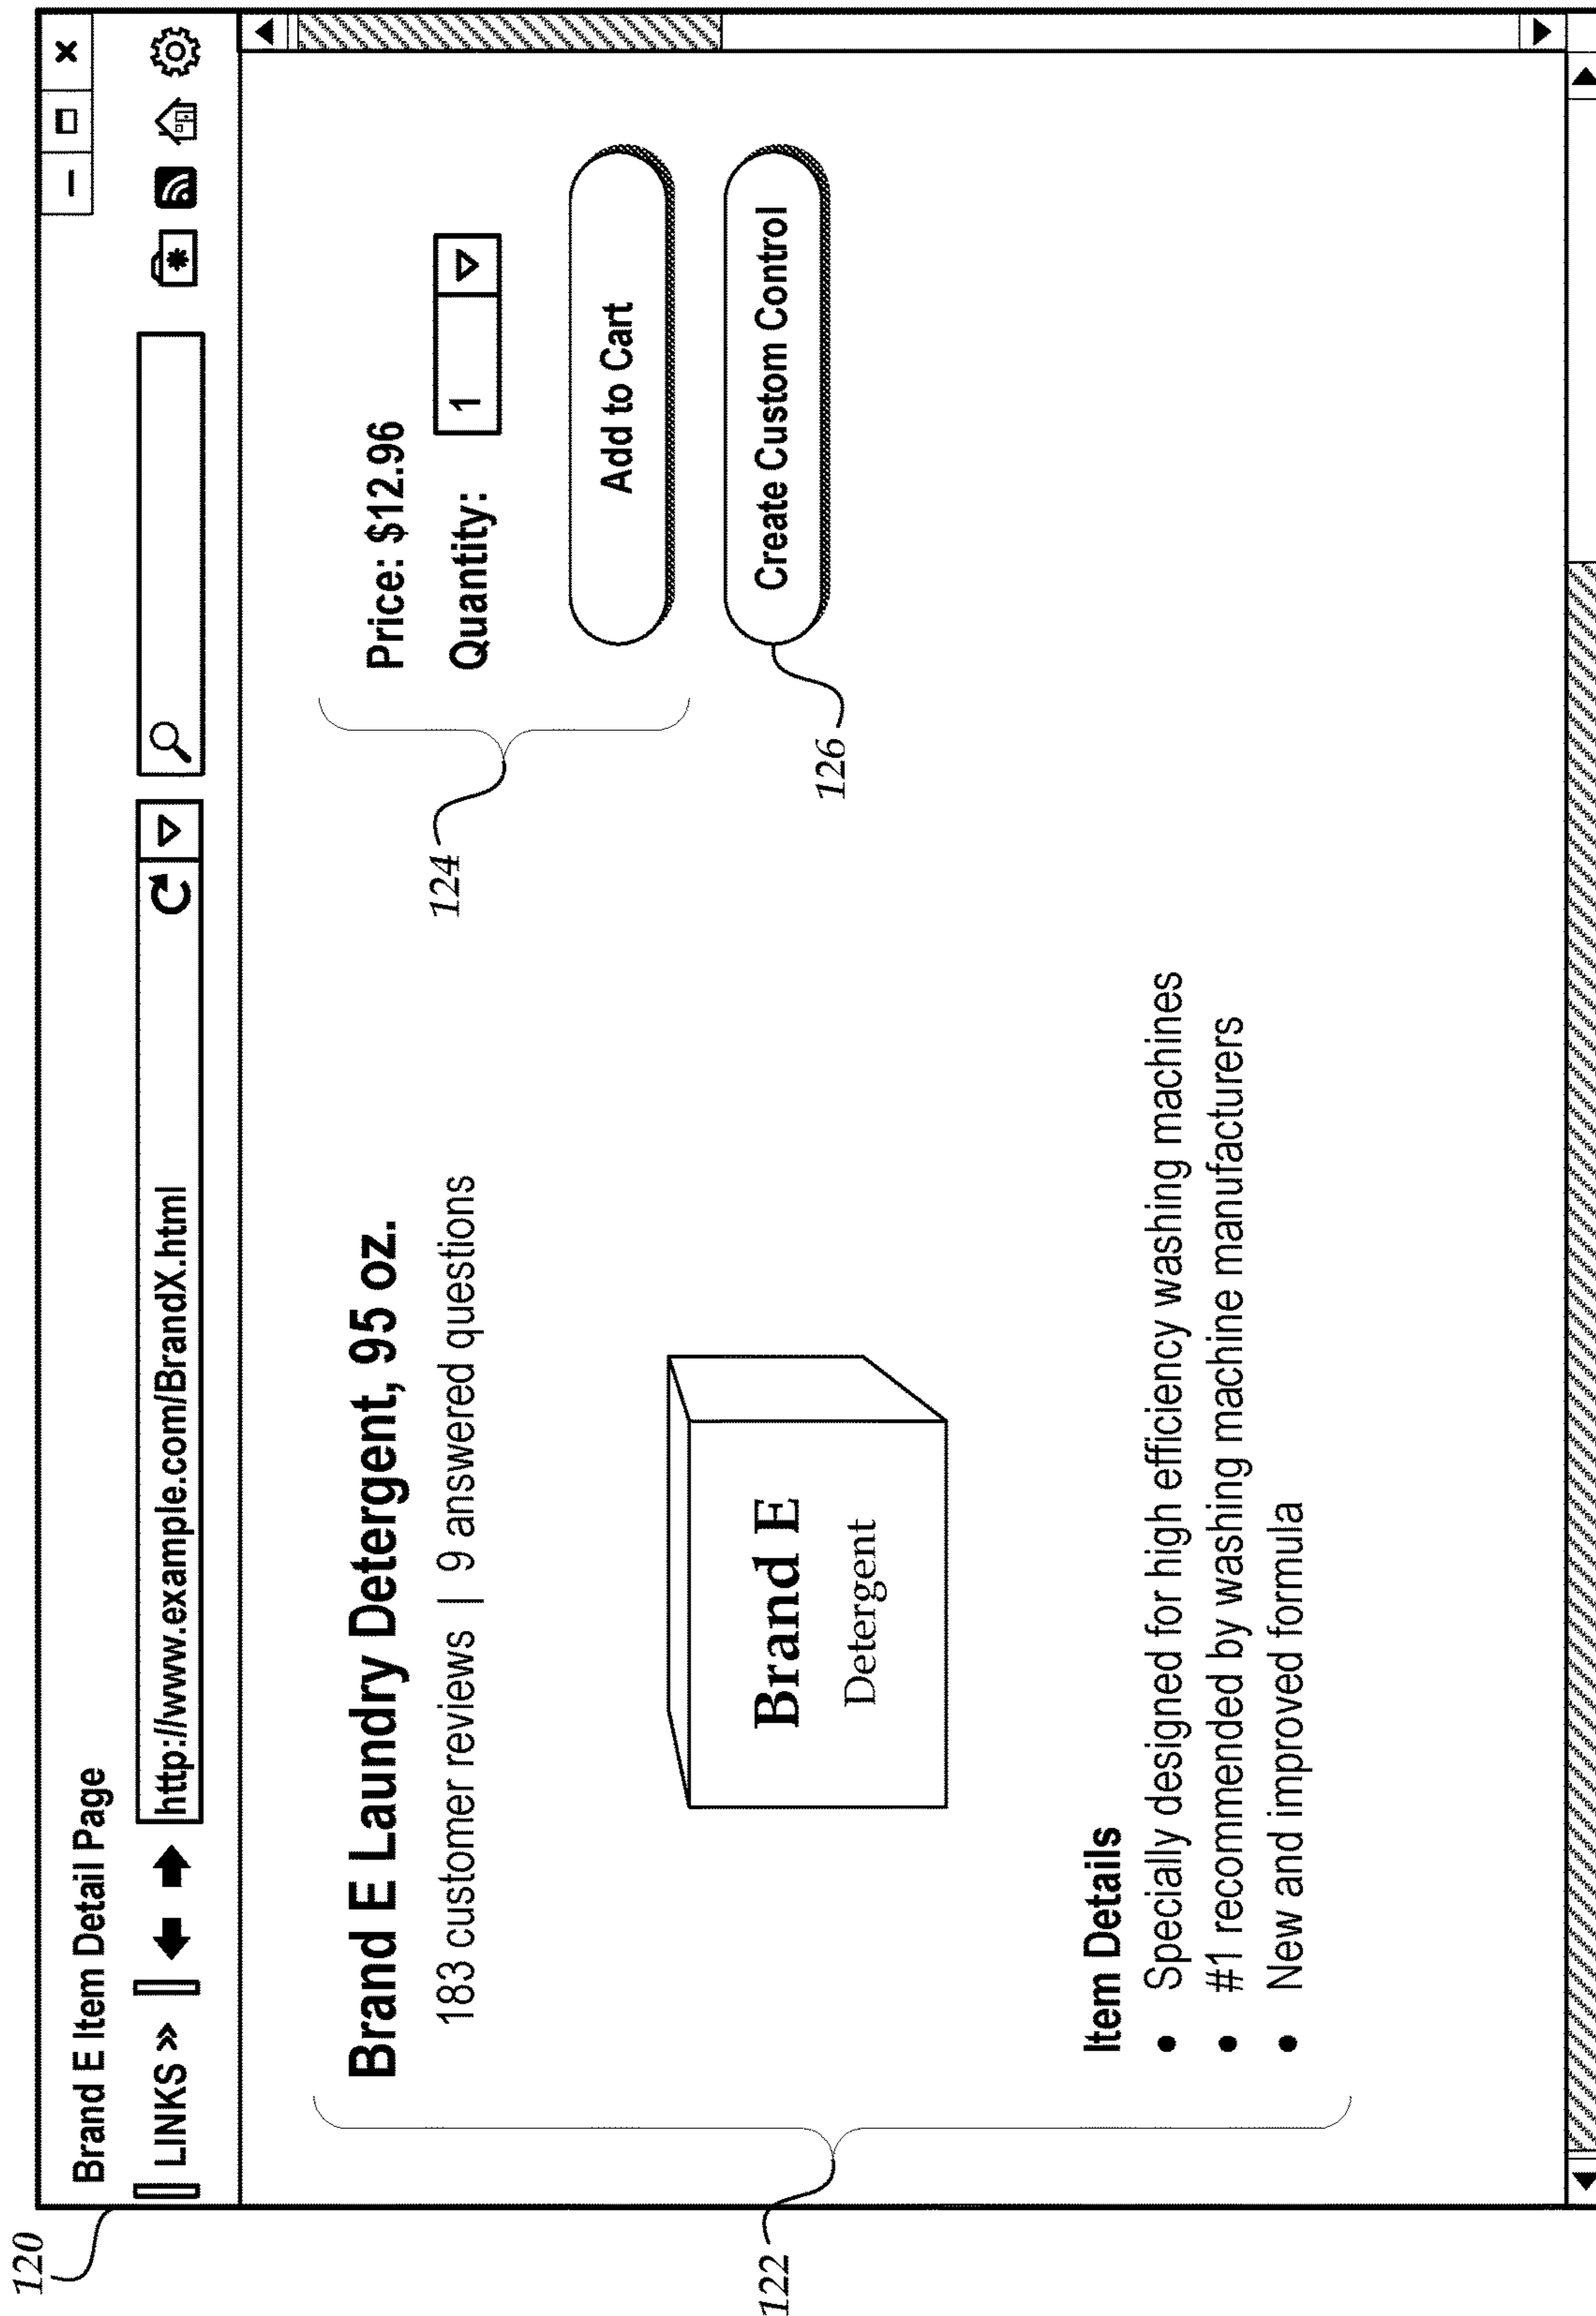 120
Brand E Item Detail Page
LINKS »
http://www.example.com/BrandX.html
Brand E Laundry Detergent, 95 oz.
183 customer reviews | 9 answered questions
Price: $12.96
Quantity: 1
124
Add to Cart
Create Custom Control
126
Brand E
Detergent
122
Item Details
• Specially designed for high efficiency washing machines
• #1 recommended by washing machine manufacturers
• New and improved formula